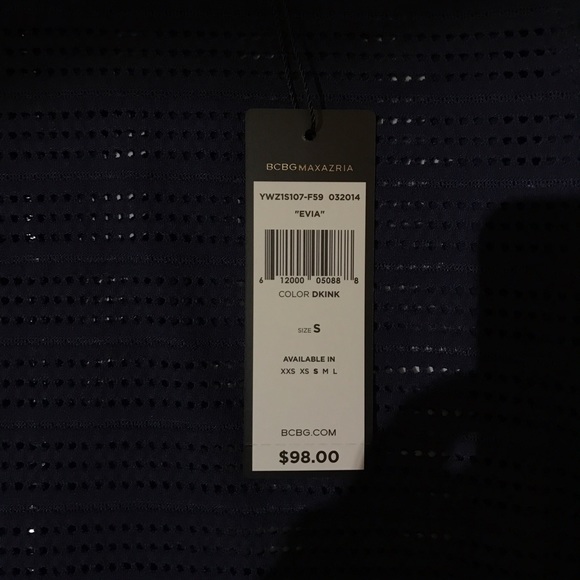 BCBGMAXAZRIA
YWZ1S107-F59 032014
"EVIA"
6 12000 05088 8
COLOR DKINK
SIZE S
AVAILABLE IN
XXS XS S M L
BCBG.COM
$98.00